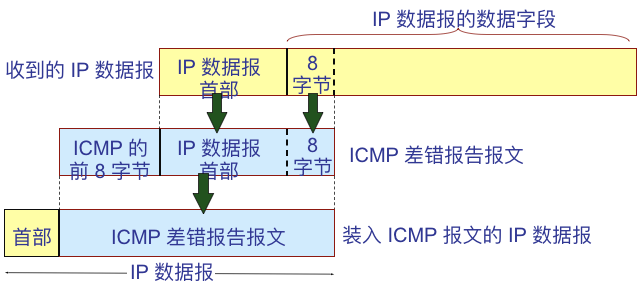 IP 数据报的数据字段
收到的 IP 数据报
IP 数据报
首部
8
字节
ICMP 的
前 8 字节
IP 数据报
首部
8
字节
ICMP 差错报告报文
首部
ICMP 差错报告报文
装入 ICMP 报文的 IP 数据报
IP 数据报